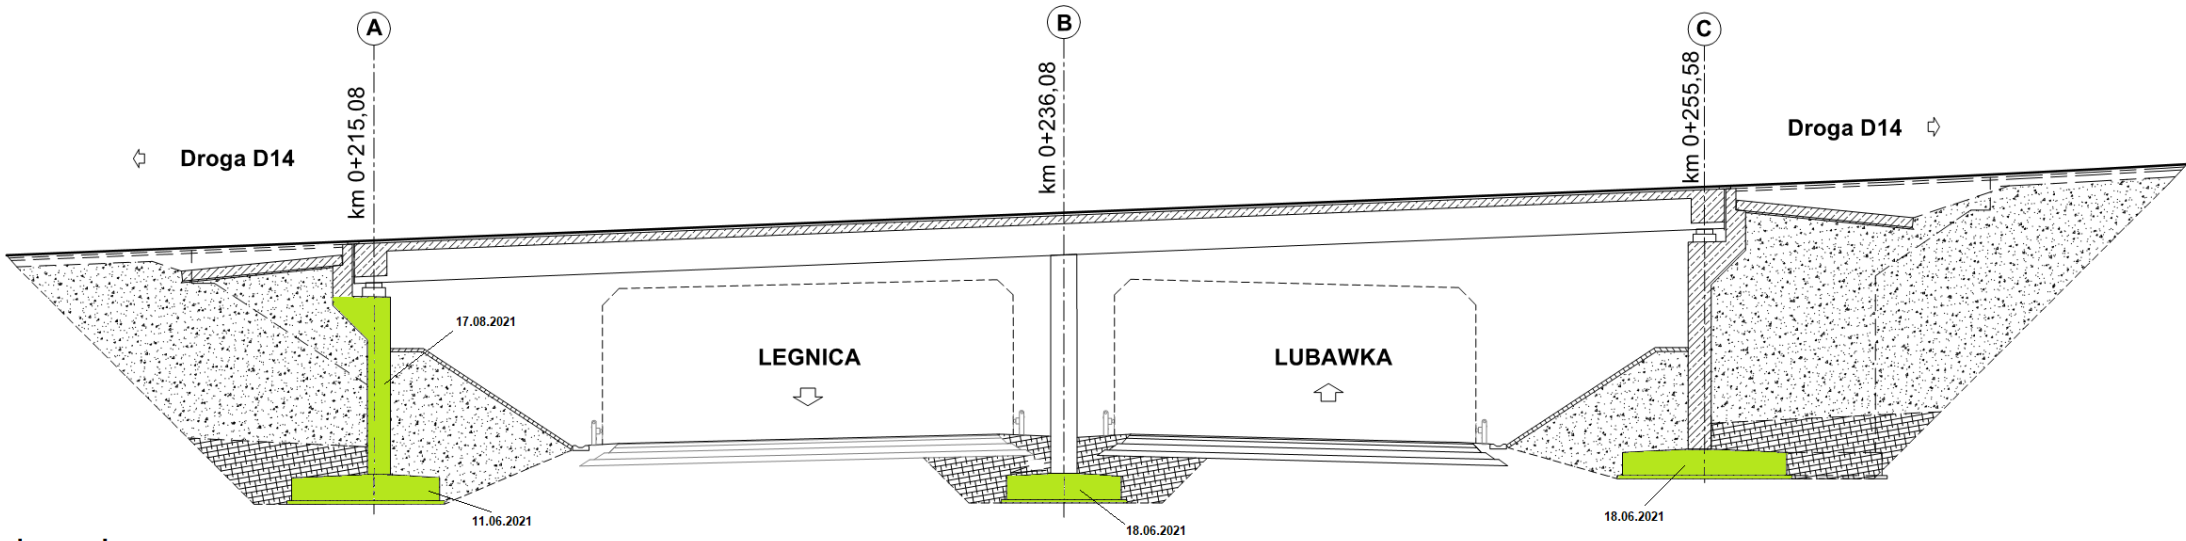 A
B
C
km 0+215,08
km 0+236,08
km 0+255,58
Droga D14
Droga D14
17.08.2021
LEGNICA
LUBAWKA
11.06.2021
18.06.2021
18.06.2021